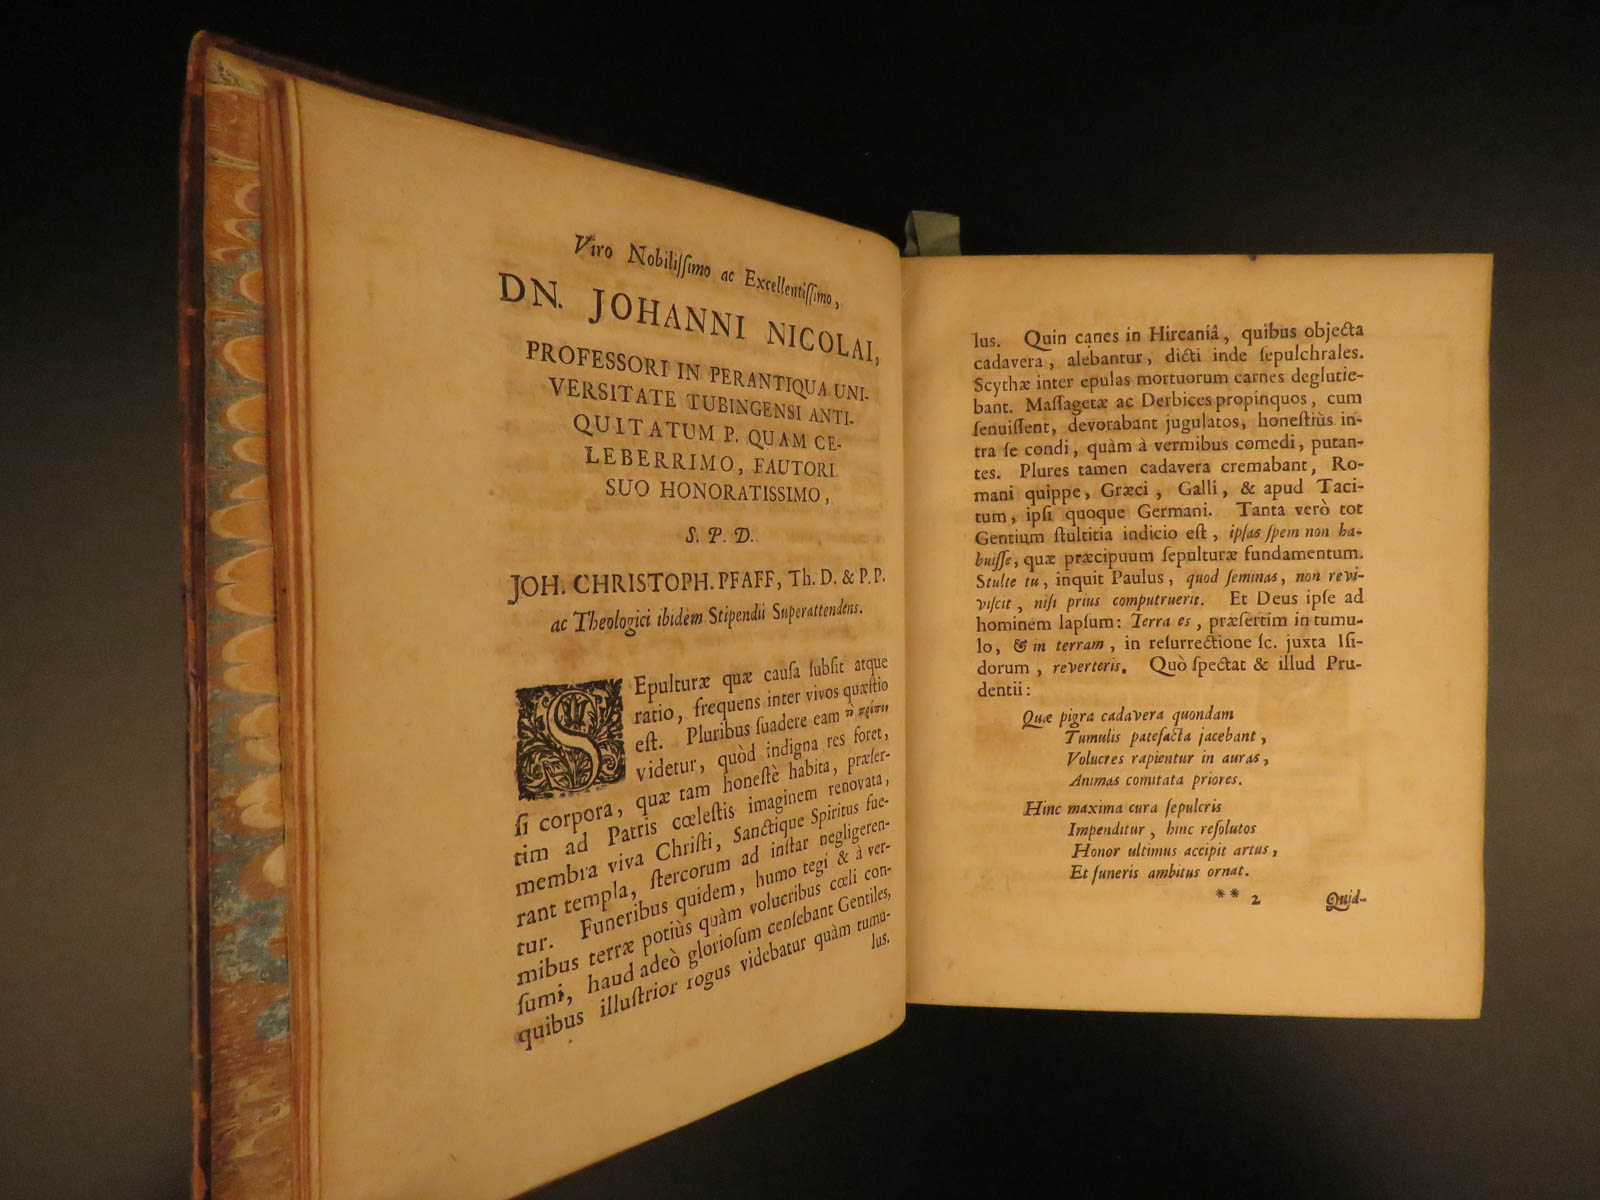 Viro Nobiliſſimo ac Excellentiſſimo,
DN. JOHANNI NICOLAI,
PROFESSORI IN PERANTIQUA UNI-
VERSITATE TUBINGENSI ANTI-
QUITATUM P. QUAM CE-
LEBERRIMO, FAUTORI
SUO HONORATISSIMO,
S. P. D.
JOH. CHRISTOPH. PFAFF, Th. D. & P. P.
ac Theologici ibidem Stipendii Superattendens.
SEpulturæ quæ cauſa ſubſit atque
ratio, frequens inter vivos quæſtio
eſt. Pluribus ſuadere eam τὸ πρέπον
videtur, quòd indigna res foret,
ſi corpora, quæ tam honeſtè habita, præſer-
tim ad Patris cœleſtis imaginem renovata,
membra viva Chriſti, Sanctique Spiritus fue-
rant templa, ſtercorum ad inſtar negligeren-
tur. Funeribus quidem, humo tegi & à ver-
mibus terræ potiùs quàm volucribus cœli con-
ſumi, haud adeò glorioſum cenſebant Gentiles,
quibus illuſtrior rogus videbatur quàm tumu-
lus.
lus. Quin canes in Hircaniâ, quibus objecta
cadavera, alebantur, dicti inde ſepulchrales.
Scythæ inter epulas mortuorum carnes deglutie-
bant. Maſſagetæ ac Derbices propinquos, cum
ſenuiſſent, devorabant jugulatos, honeſtiùs in-
tra ſe condi, quàm à vermibus comedi, putan-
tes. Plures tamen cadavera cremabant, Ro-
mani quippe, Græci, Galli, & apud Taci-
tum, ipſi quoque Germani. Tanta verò tot
Gentium ſtultitia indicio eſt, ipſas ſpem non ha-
buiſſe, quæ præcipuum ſepulturæ fundamentum.
Stulte tu, inquit Paulus, quod ſeminas, non revi-
viſcit, niſi prius computruerit. Et Deus ipſe ad
hominem lapſum: Terra es, præſertim in tumu-
lo, & in terram, in reſurrectione ſc. juxta Iſi-
dorum, reverteris. Quò ſpectat & illud Pru-
dentii:
Quæ pigra cadavera quondam
Tumulis patefacta jacebant,
Volucres rapientur in auras,
Animas comitata priores.
Hinc maxima cura ſepulcris
Impenditur, hinc reſolutos
Honor ultimus accipit artus,
Et funeris ambitus ornat.
** 2 Quid-